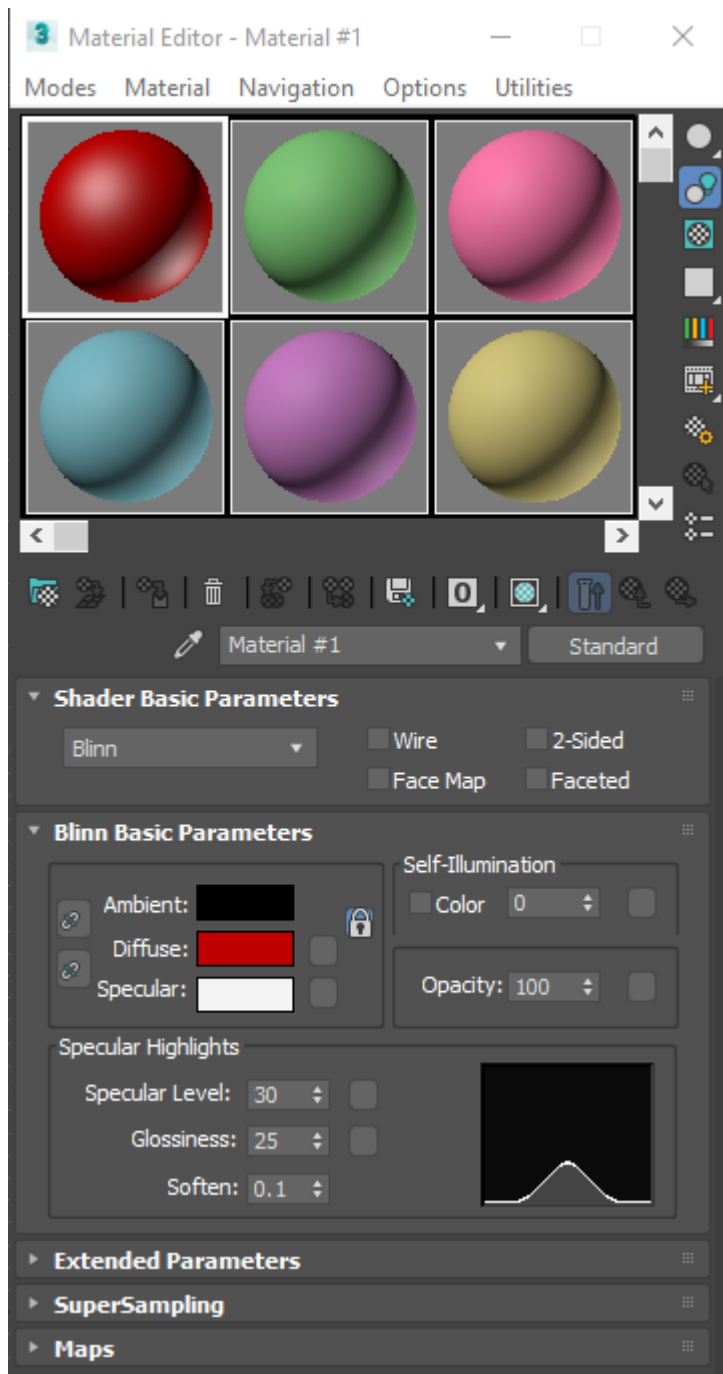 3 Material Editor - Material #1
Modes Material Navigation Options Utilities
0
Material #1 Standard
Shader Basic Parameters
Blinn Wire 2-Sided
Face Map Faceted
Blinn Basic Parameters
Self-Illumination
Ambient: Color 0
Diffuse:
Specular: Opacity: 100
Specular Highlights
Specular Level: 30
Glossiness: 25
Soften: 0.1
Extended Parameters
SuperSampling
Maps